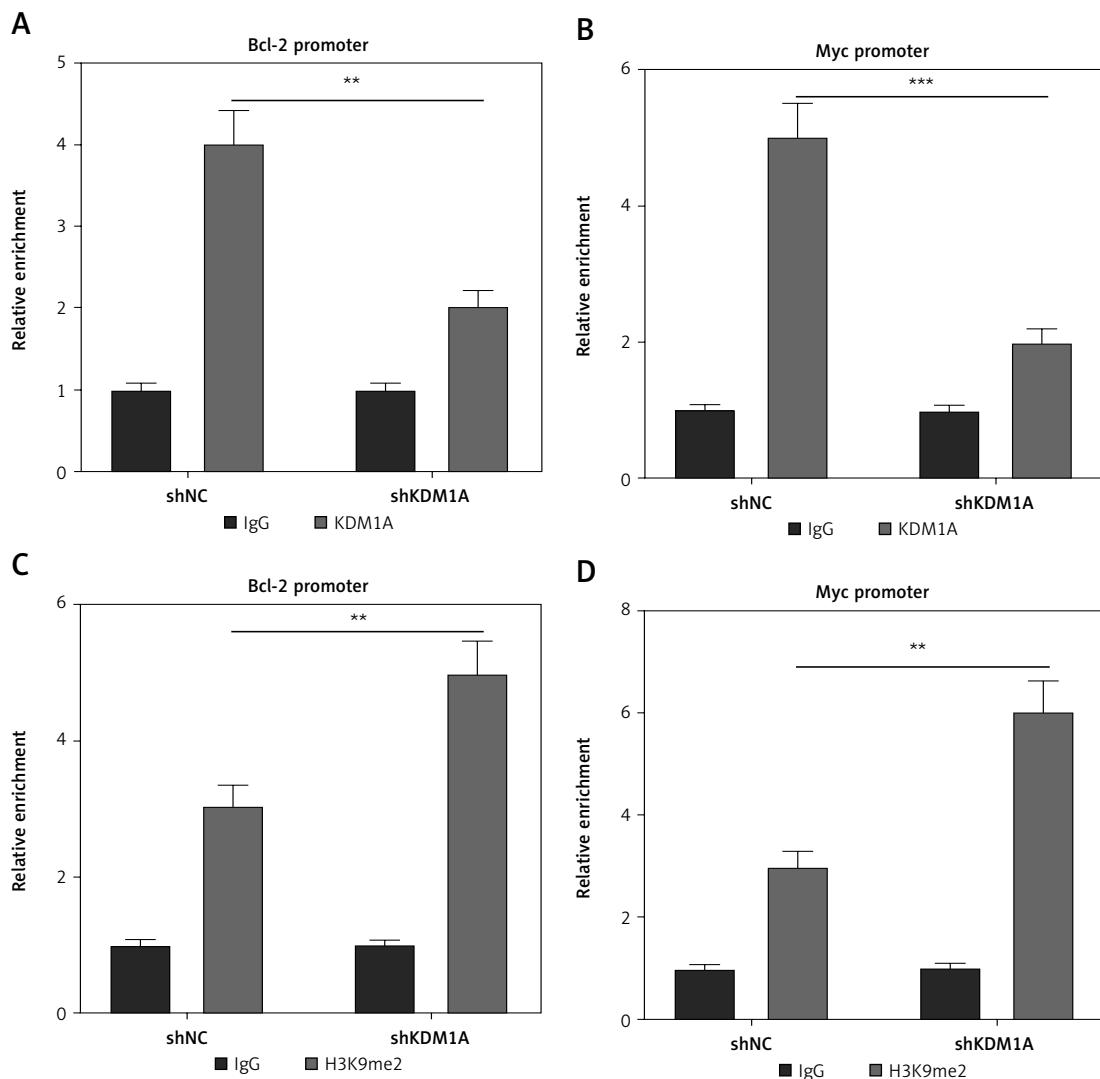 A
Bcl-2 promoter
Relative enrichment
5
4
3
2
1
0
**
shNC shKDM1A
IgG KDM1A
B
Myc promoter
Relative enrichment
6
4
2
0
***
shNC shKDM1A
IgG KDM1A
C
Bcl-2 promoter
Relative enrichment
6
4
2
0
**
shNC shKDM1A
IgG H3K9me2
D
Myc promoter
Relative enrichment
8
6
4
2
0
**
shNC shKDM1A
IgG H3K9me2